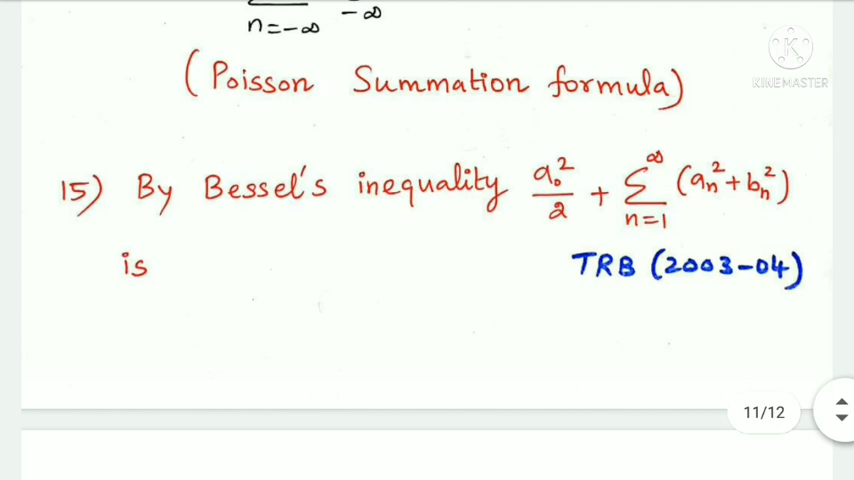 n=-∞ -∞
(Poisson Summation formula)
KINEMASTER
15) By Bessel's inequality a₀²/2 + ∑_{n=1}^{∞} (aₙ²+bₙ²)
is TRB (2003-04)
11/12